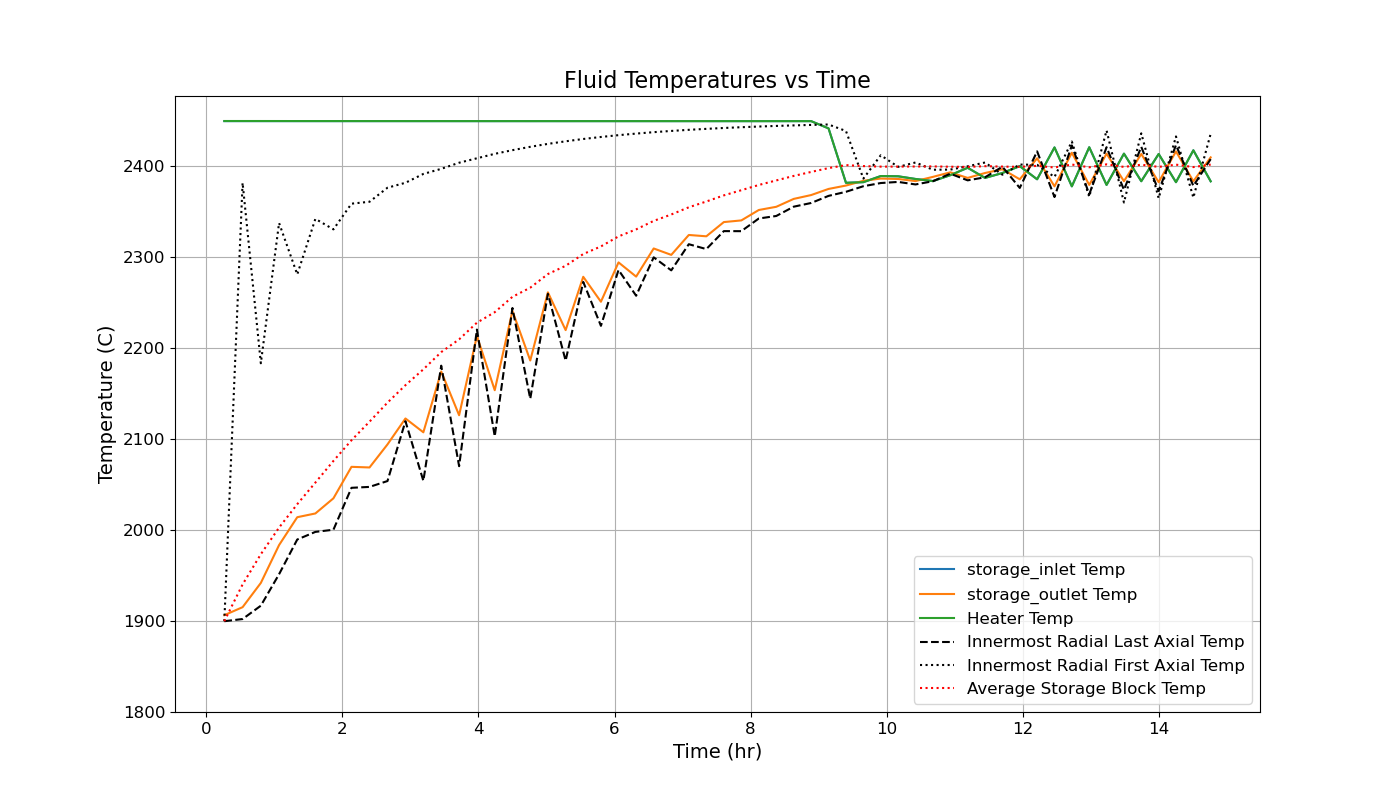 Fluid Temperatures vs Time
Temperature (C)
2400
2300
2200
2100
2000
1900
1800
0 2 4 6 8 10 12 14
Time (hr)
storage_inlet Temp
storage_outlet Temp
Heater Temp
Innermost Radial Last Axial Temp
Innermost Radial First Axial Temp
Average Storage Block Temp